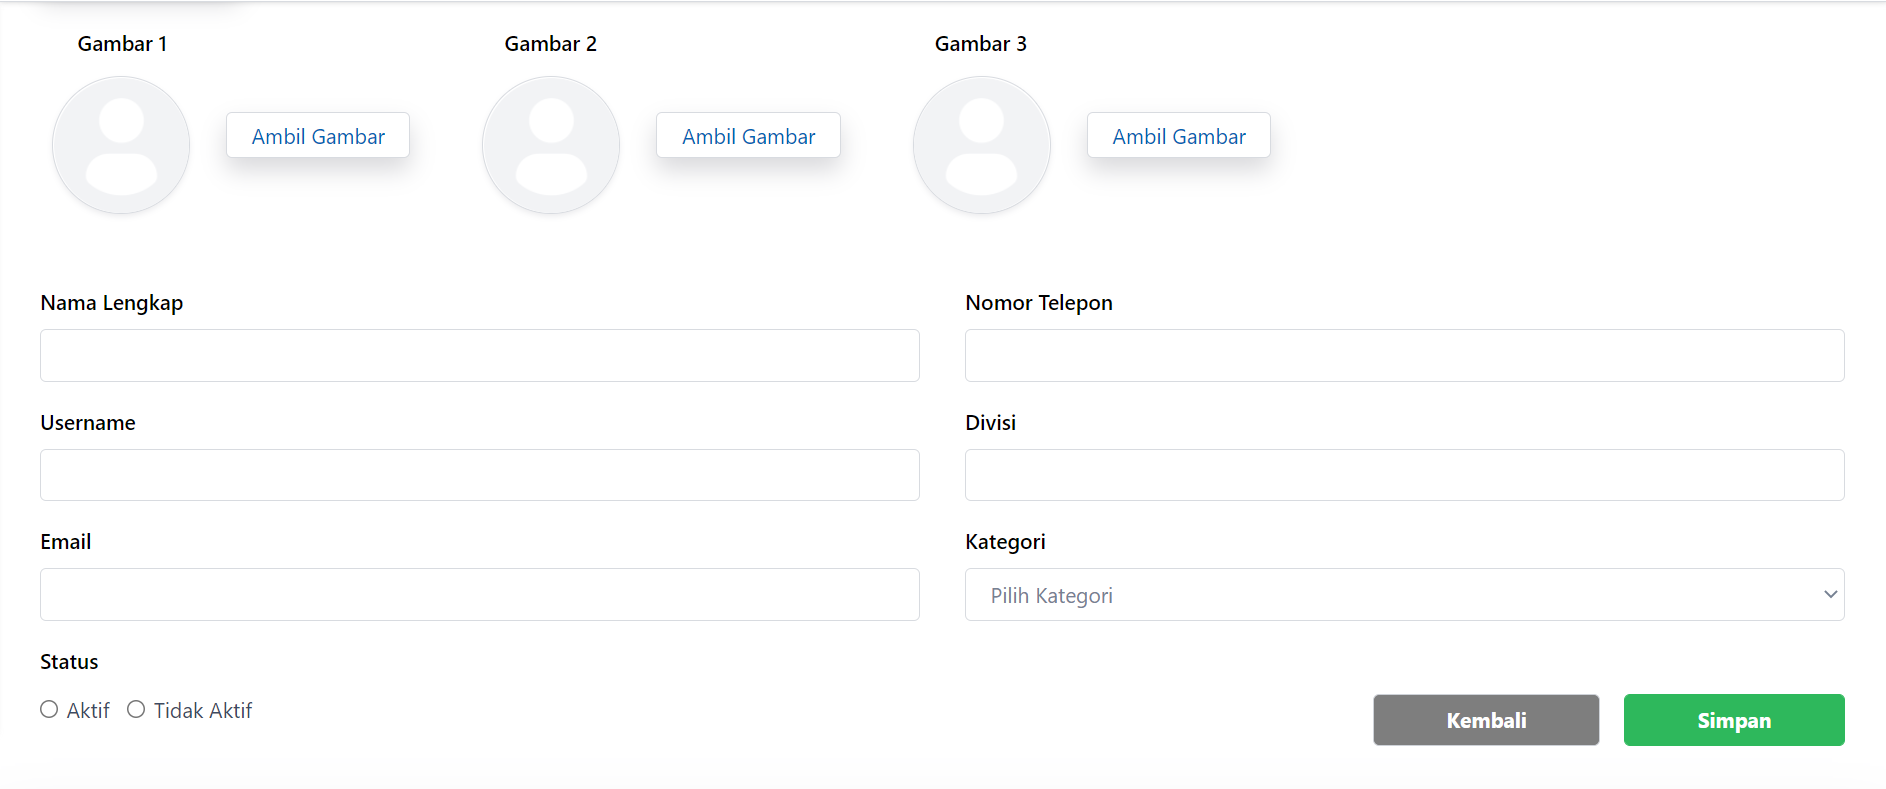 Gambar 1
Gambar 2
Gambar 3
Ambil Gambar
Ambil Gambar
Ambil Gambar
Nama Lengkap
Nomor Telepon
Username
Divisi
Email
Kategori
Pilih Kategori
Status
Aktif
Tidak Aktif
Kembali
Simpan